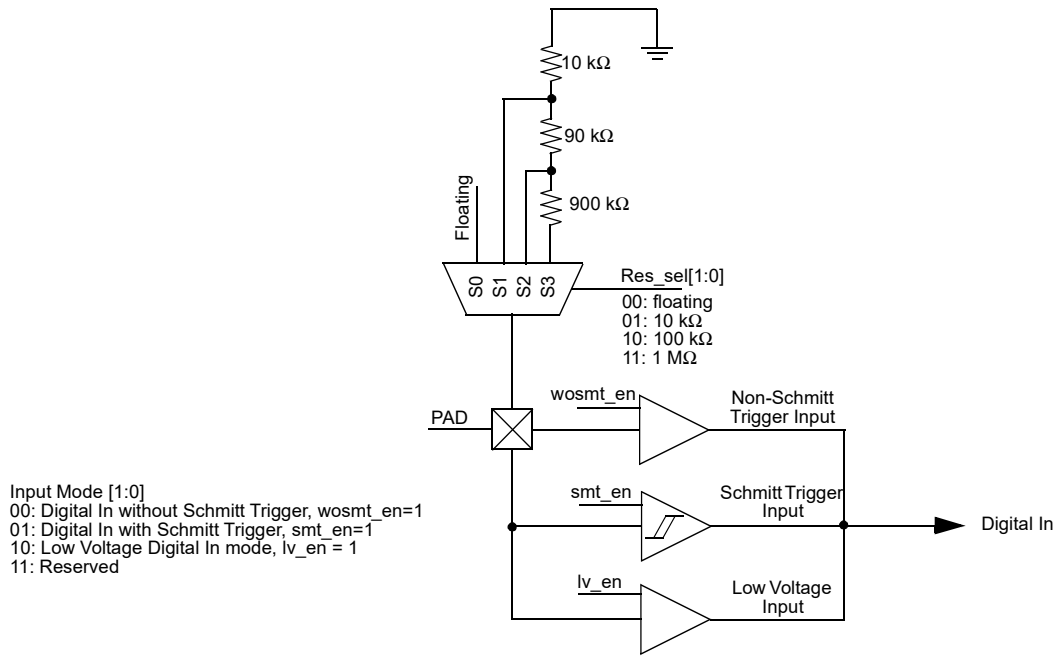 10 kΩ
90 kΩ
900 kΩ
Floating
S0
S1
S2
S3
Res_sel[1:0]
00: floating
01: 10 kΩ
10: 100 kΩ
11: 1 MΩ
PAD
wosmt_en
Non-Schmitt
Trigger Input
Input Mode [1:0]
00: Digital In without Schmitt Trigger, wosmt_en=1
01: Digital In with Schmitt Trigger, smt_en=1
10: Low Voltage Digital In mode, lv_en = 1
11: Reserved
smt_en
Schmitt Trigger
Input
Digital In
lv_en
Low Voltage
Input